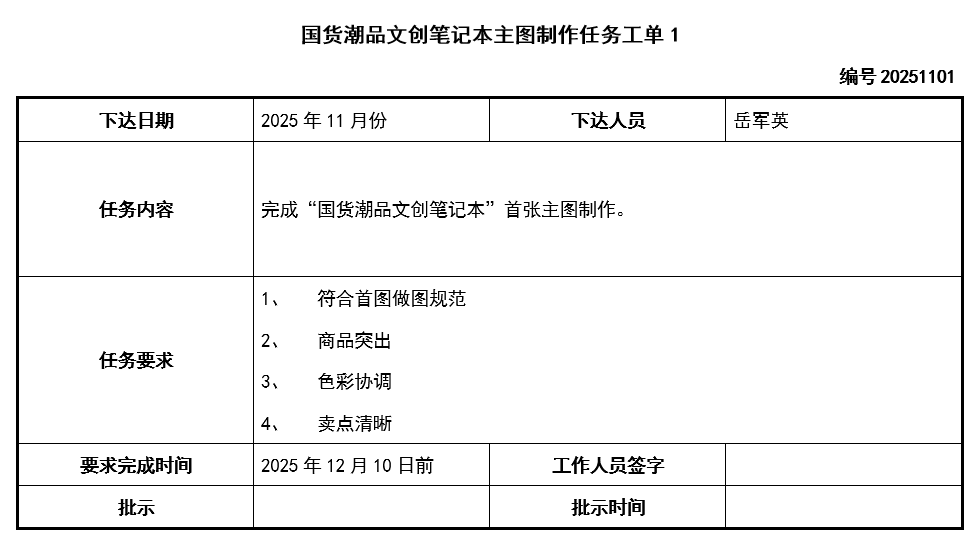 国货潮品文创笔记本主图制作任务工单 1
编号 20251101
下达日期 2025 年 11 月份 下达人员 岳军英
任务内容 完成“国货潮品文创笔记本”首张主图制作。
任务要求
1、 符合首图做图规范
2、 商品突出
3、 色彩协调
4、 卖点清晰
要求完成时间 2025 年 12 月 10 日前 工作人员签字
批示 批示时间